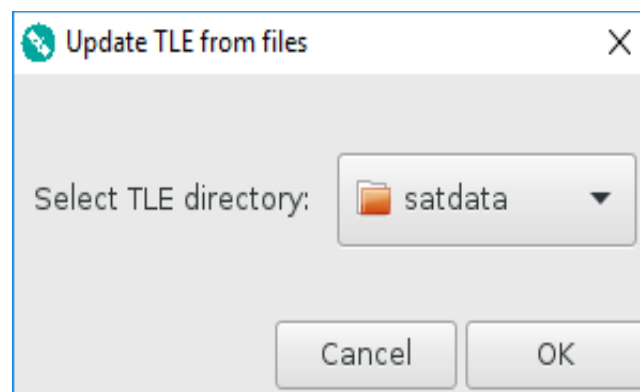 Update TLE from files
Select TLE directory: satdata
Cancel OK